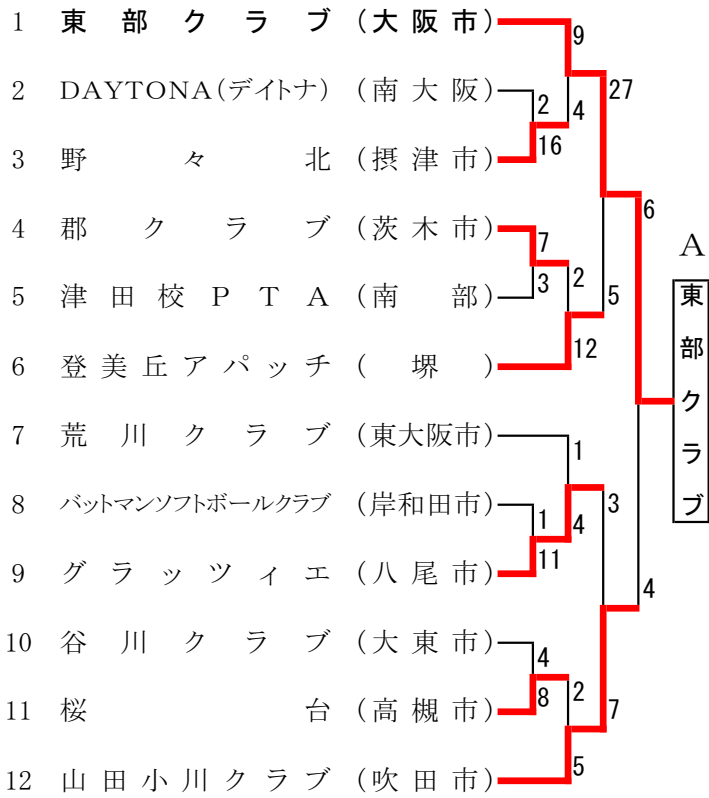 1 東部クラブ (大阪市)
9
2 DAYTONA(デイトナ) (南大阪)
2
4
27
3 野々北 (摂津市)
16
6
4 郡クラブ (茨木市)
7
2
5 津田校PTA (南部)
3
5
6 登美丘アパッチ (堺)
12
A
東部クラブ
7 荒川クラブ (東大阪市)
1
8 バットマンソフトボールクラブ (岸和田市)
1
4
3
9 グラッツィエ (八尾市)
11
4
10 谷川クラブ (大東市)
4
2
7
11 桜台 (高槻市)
8
12 山田小川クラブ (吹田市)
5